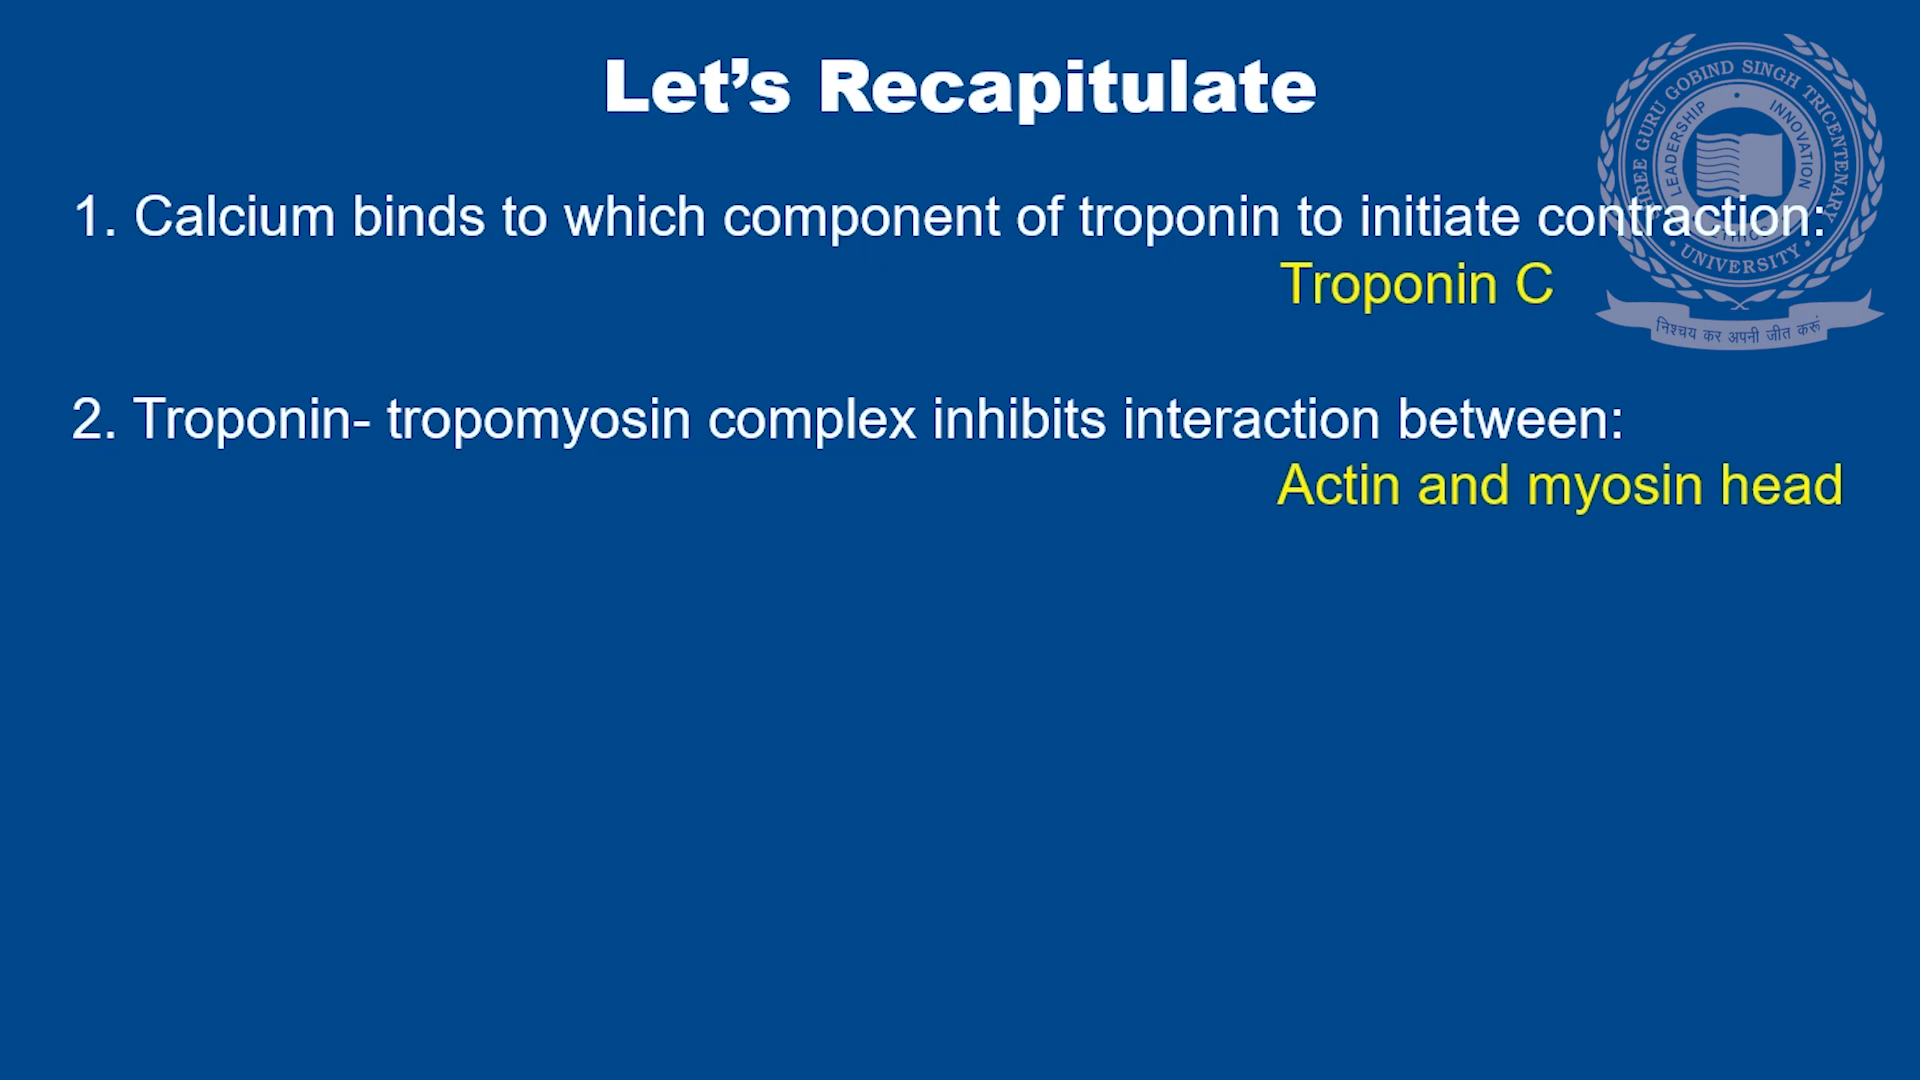 Let's Recapitulate
SHREE GURU GOBIND SINGH TRICENTENARY
LEADERSHIP
INNOVATION
1. Calcium binds to which component of troponin to initiate contraction:
UNIVERSITY
Troponin C
निश्चय कर अपनी जीत करूं
2. Troponin- tropomyosin complex inhibits interaction between:
Actin and myosin head